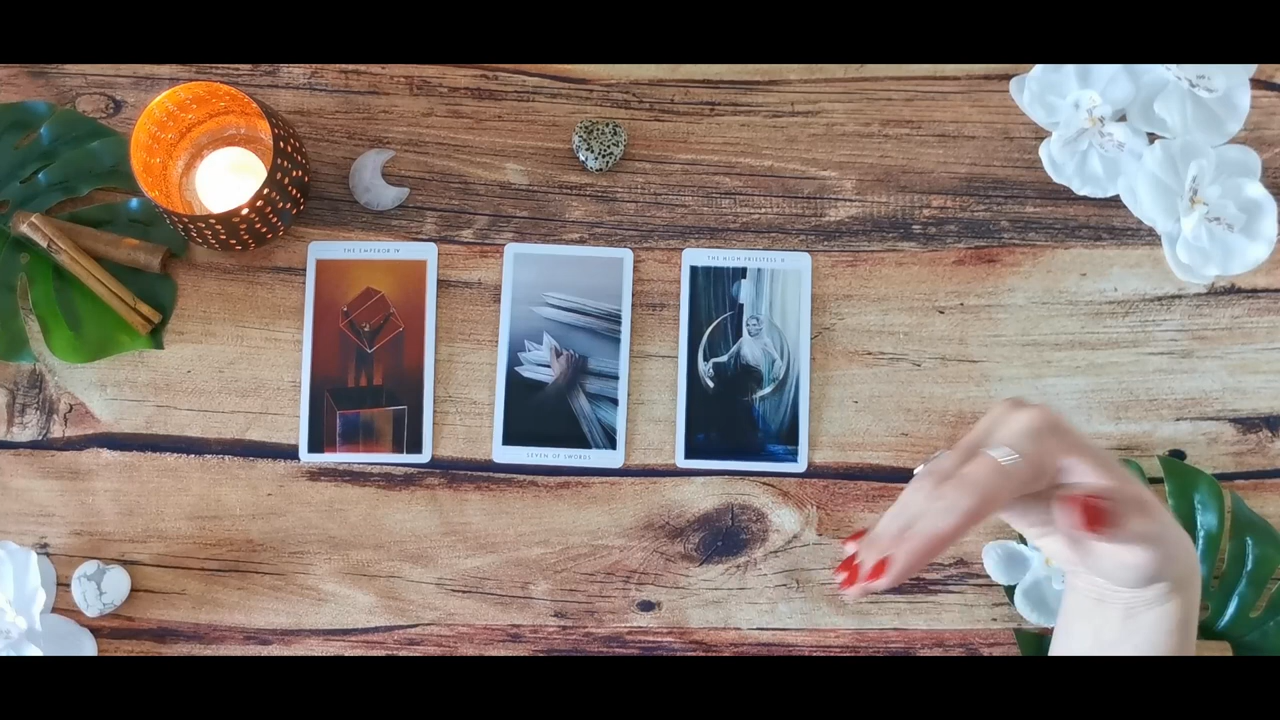 THE EMPEROR IV
SEVEN OF SWORDS
THE HIGH PRIESTESS II